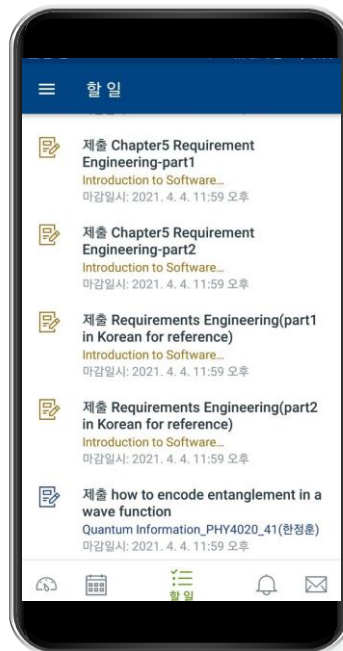 할 일
제출 Chapter5 Requirement
Engineering-part1
Introduction to Software…
마감일시: 2021. 4. 4. 11:59 오후
제출 Chapter5 Requirement
Engineering-part2
Introduction to Software…
마감일시: 2021. 4. 4. 11:59 오후
제출 Requirements Engineering(part1
in Korean for reference)
Introduction to Software…
마감일시: 2021. 4. 4. 11:59 오후
제출 Requirements Engineering(part2
in Korean for reference)
Introduction to Software…
마감일시: 2021. 4. 4. 11:59 오후
제출 how to encode entanglement in a
wave function
Quantum Information_PHY4020_41(한정훈)
마감일시: 2021. 4. 4. 11:59 오후
할 일